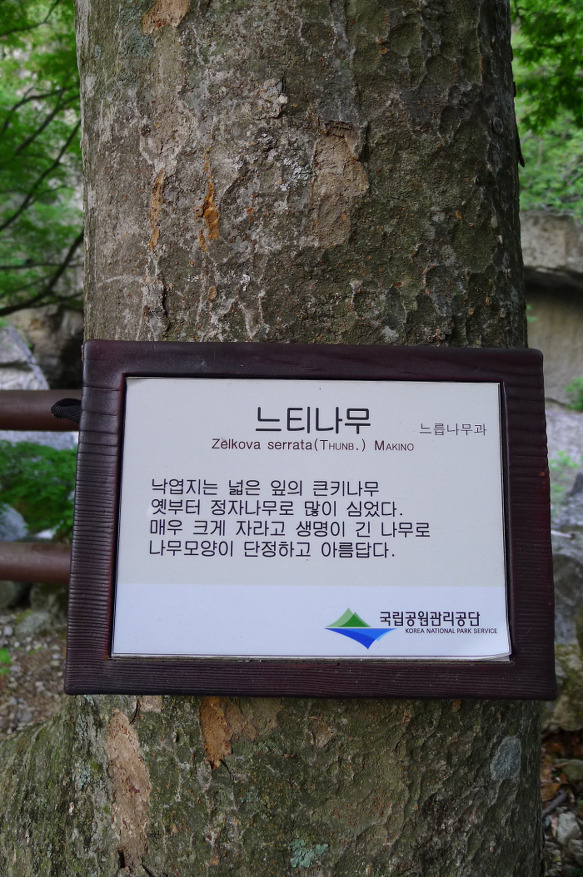 느티나무 느릅나무과
Zelkova serrata(THUNB.) MAKINO
낙엽지는 넓은 잎의 큰키나무
옛부터 정자나무로 많이 심었다.
매우 크게 자라고 생명이 긴 나무로
나무모양이 단정하고 아름답다.
국립공원관리공단
KOREA NATIONAL PARK SERVICE